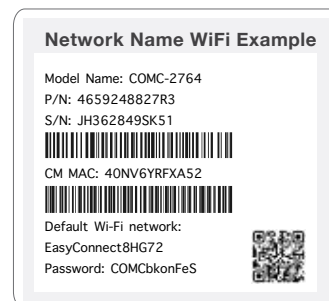 Network Name WiFi Example
Model Name: COMC-2764
P/N: 4659248827R3
S/N: JH362849SK51
CM MAC: 40NV6YRFXA52
Default Wi-Fi network:
EasyConnect8HG72
Password: COMCbkonFeS